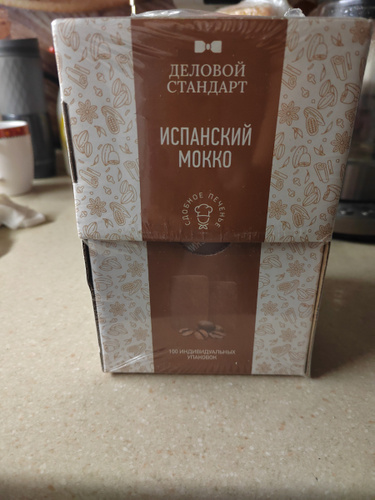 ДЕЛОВОЙ
СТАНДАРТ
ИСПАНСКИЙ
МОККО
СДОБНОЕ ПЕЧЕНЬЕ
100 ИНДИВИДУАЛЬНЫХ
УПАКОВОК